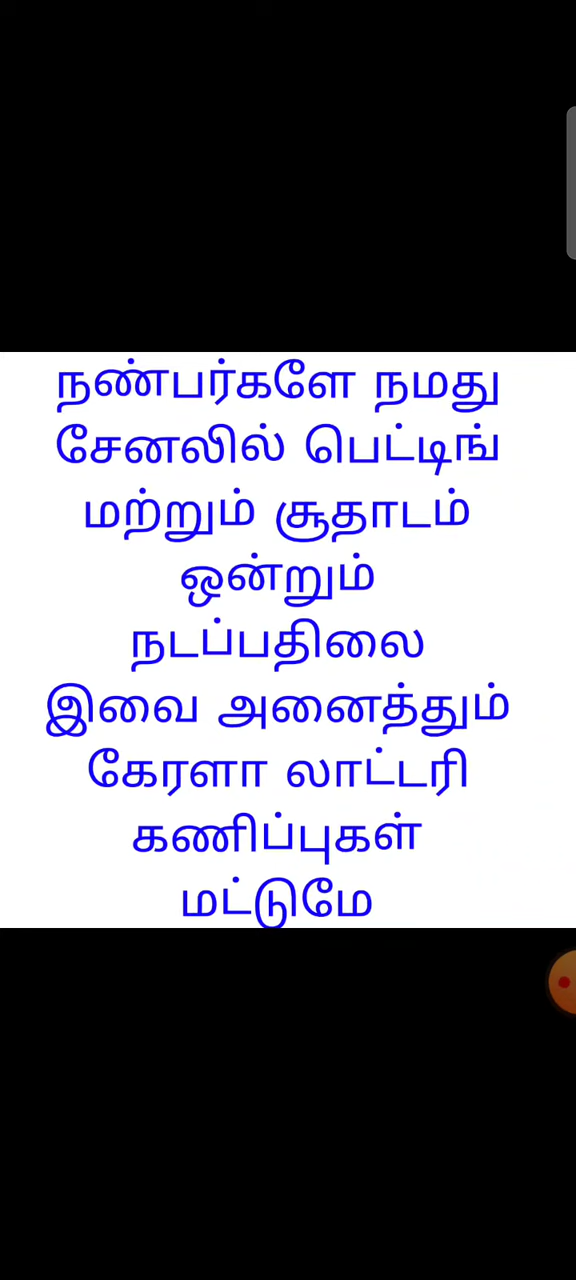 நண்பர்களே நமது
சேனலில் பெட்டிங்
மற்றும் சூதாடம்
ஒன்றும்
நடப்பதிலை
இவை அனைத்தும்
கேரளா லாட்டரி
கணிப்புகள்
மட்டுமே